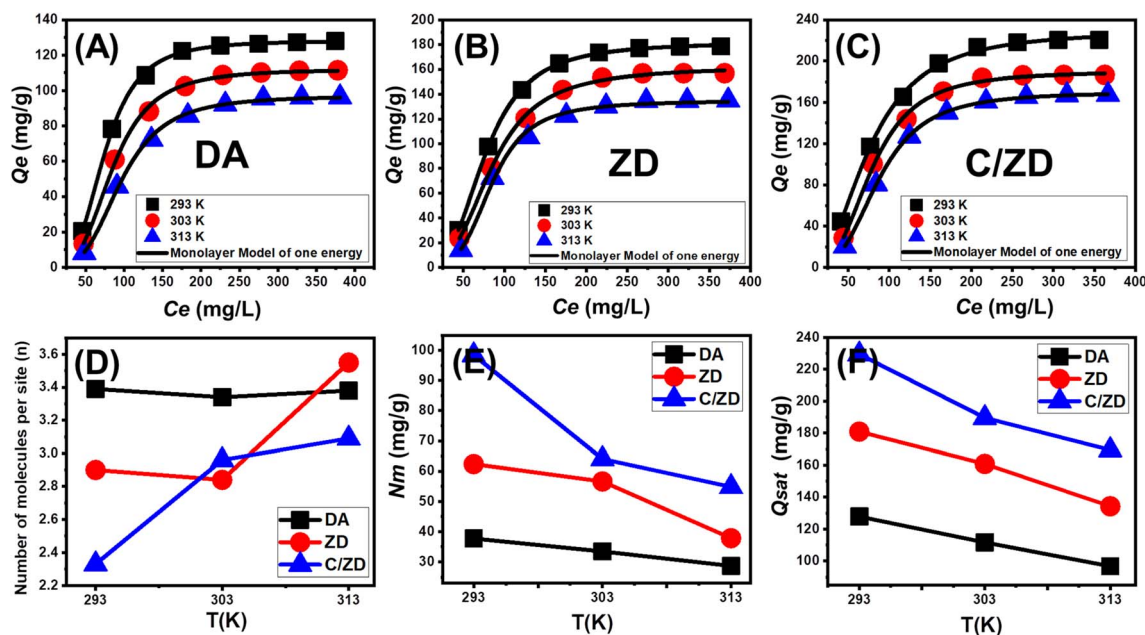 (A)
Qe (mg/g)
140
120
100
80
60
40
20
0
DA
293 K
303 K
313 K
Monolayer Model of one energy
50 100 150 200 250 300 350 400
Ce (mg/L)
(B)
Qe (mg/g)
200
180
160
140
120
100
80
60
40
20
0
ZD
293 K
303 K
313 K
Monolayer Model of one energy
50 100 150 200 250 300 350 400
Ce (mg/L)
(C)
Qe (mg/g)
240
210
180
150
120
90
60
30
0
C/ZD
293 K
303 K
313 K
Monolayer Model of one energy
50 100 150 200 250 300 350 400
Ce (mg/L)
(D)
Number of molecules per site (n)
3.6
3.4
3.2
3.0
2.8
2.6
2.4
2.2
DA
ZD
C/ZD
293 303 313
T(K)
(E)
Nm (mg/g)
100
90
80
70
60
50
40
30
DA
ZD
C/ZD
293 303 313
T(K)
(F)
Qsat (mg/g)
240
220
200
180
160
140
120
100
80
DA
ZD
C/ZD
293 303 313
T(K)